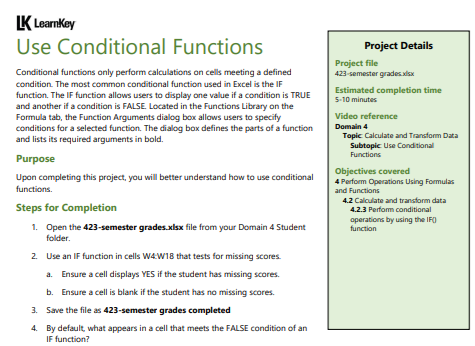 LK LearnKey
Use Conditional Functions
Conditional functions only perform calculations on cells meeting a defined
condition. The most common conditional function used in Excel is the IF
function. The IF function allows users to display one value if a condition is TRUE
and another if a condition is FALSE. Located in the Functions Library on the
Formula tab, the Function Arguments dialog box allows users to specify
conditions for a selected function. The dialog box defines the parts of a function
and lists its required arguments in bold.
Purpose
Upon completing this project, you will better understand how to use conditional
functions.
Steps for Completion
1. Open the 423-semester grades.xlsx file from your Domain 4 Student
folder.
2. Use an IF function in cells W4:W18 that tests for missing scores.
a. Ensure a cell displays YES if the student has missing scores.
b. Ensure a cell is blank if the student has no missing scores.
3. Save the file as 423-semester grades completed
4. By default, what appears in a cell that meets the FALSE condition of an
IF function?
Project Details
Project file
423-semester grades.xlsx
Estimated completion time
5-10 minutes
Video reference
Domain 4
Topic: Calculate and Transform Data
Subtopic: Use Conditional
Functions
Objectives covered
4 Perform Operations Using Formulas
and Functions
4.2 Calculate and transform data
4.2.3 Perform conditional
operations by using the IF()
function